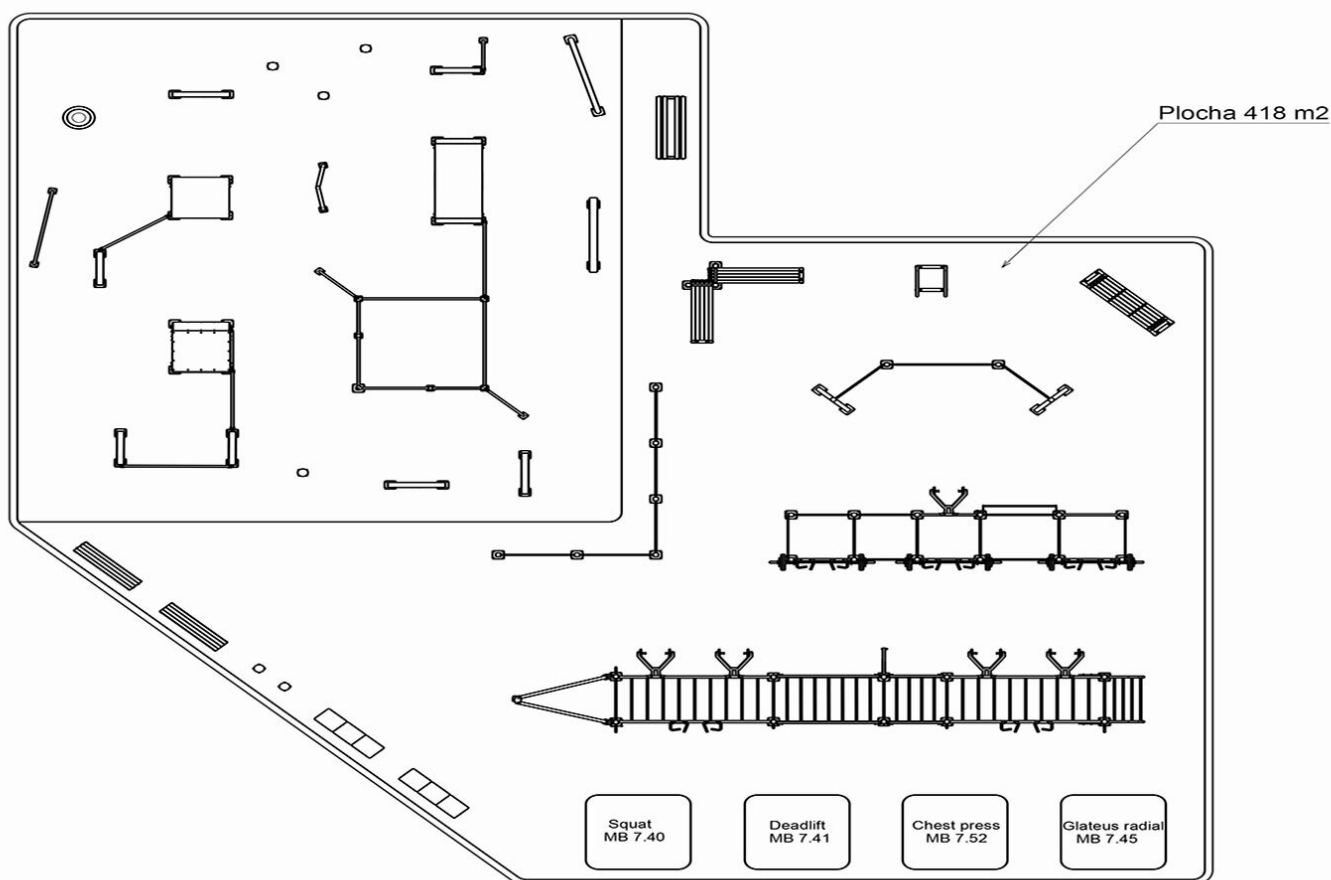 Plocha 418 m2
Squat
MB 7.40
Deadlift
MB 7.41
Chest press
MB 7.52
Glateus radial
MB 7.45